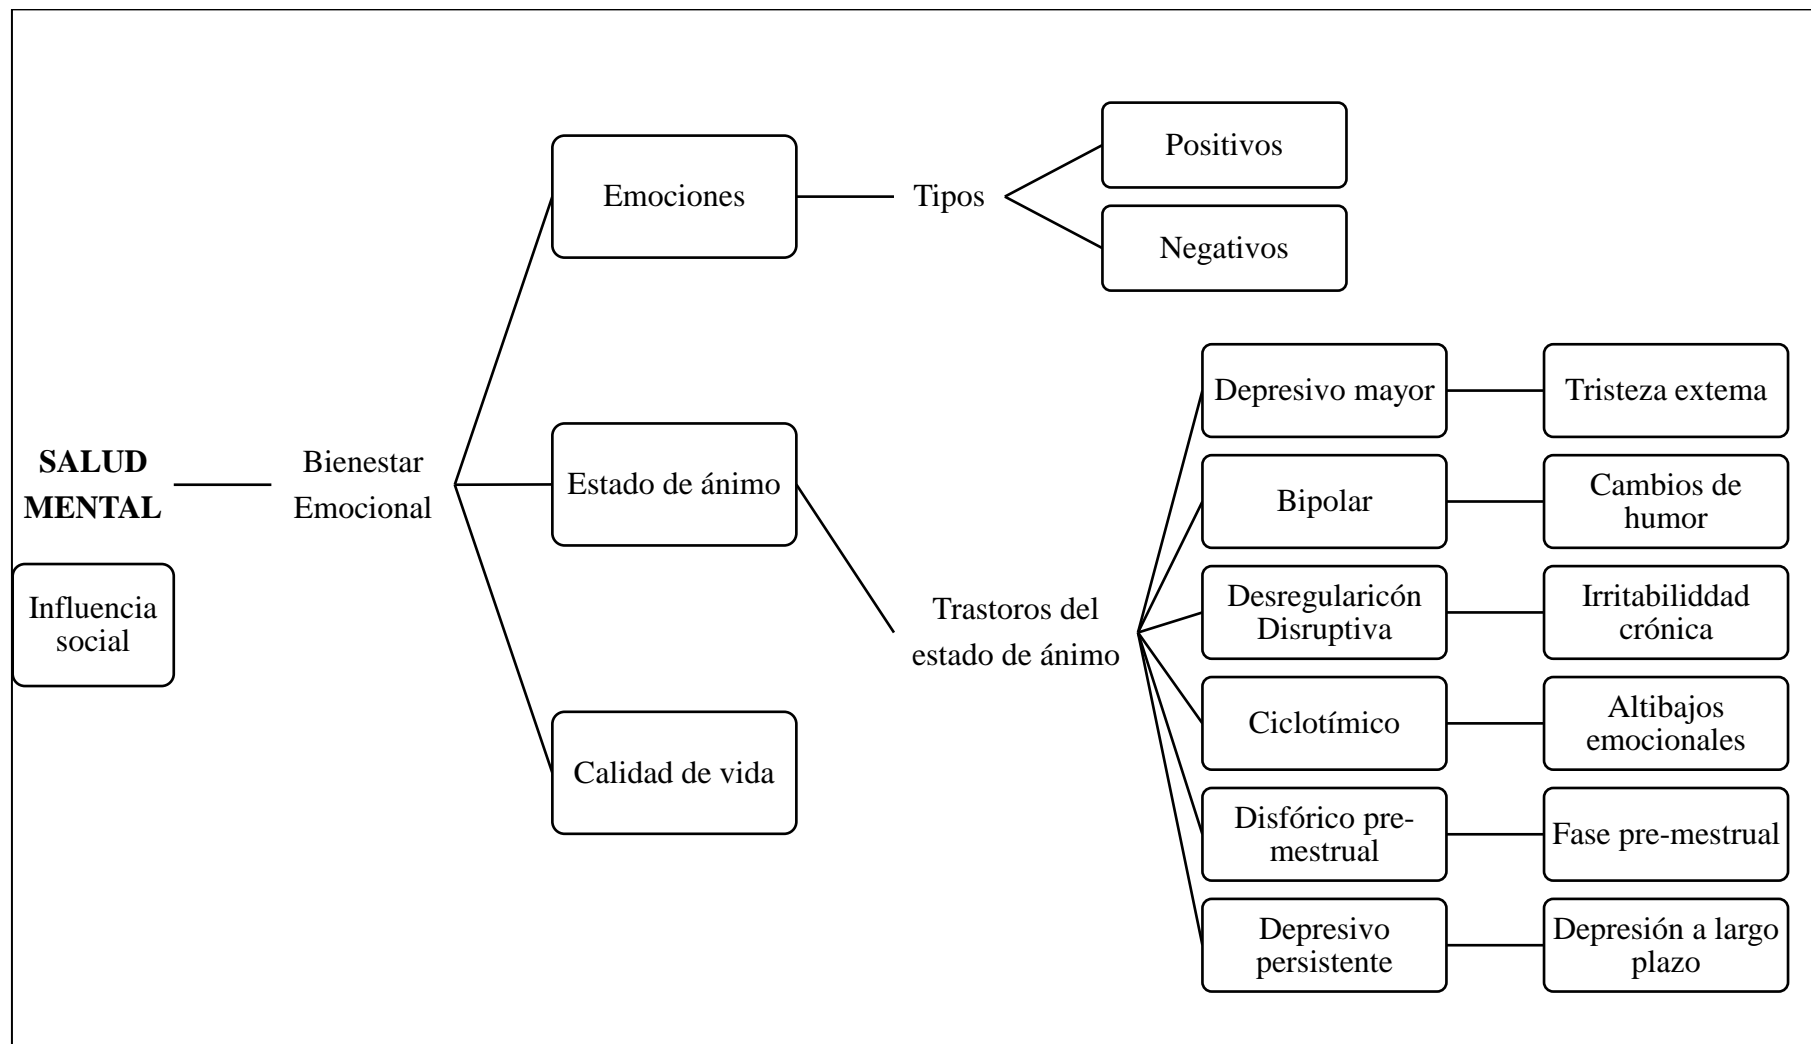 SALUD
MENTAL
Influencia
social
Bienestar
Emocional
Emociones
Tipos
Positivos
Negativos
Estado de ánimo
Trastoros del
estado de ánimo
Depresivo mayor
Tristeza extema
Bipolar
Cambios de
humor
Desregularicón
Disruptiva
Irritabiliddad
crónica
Ciclotímico
Altibajos
emocionales
Disfórico pre-
mestrual
Fase pre-mestrual
Depresivo
persistente
Depresión a largo
plazo
Calidad de vida